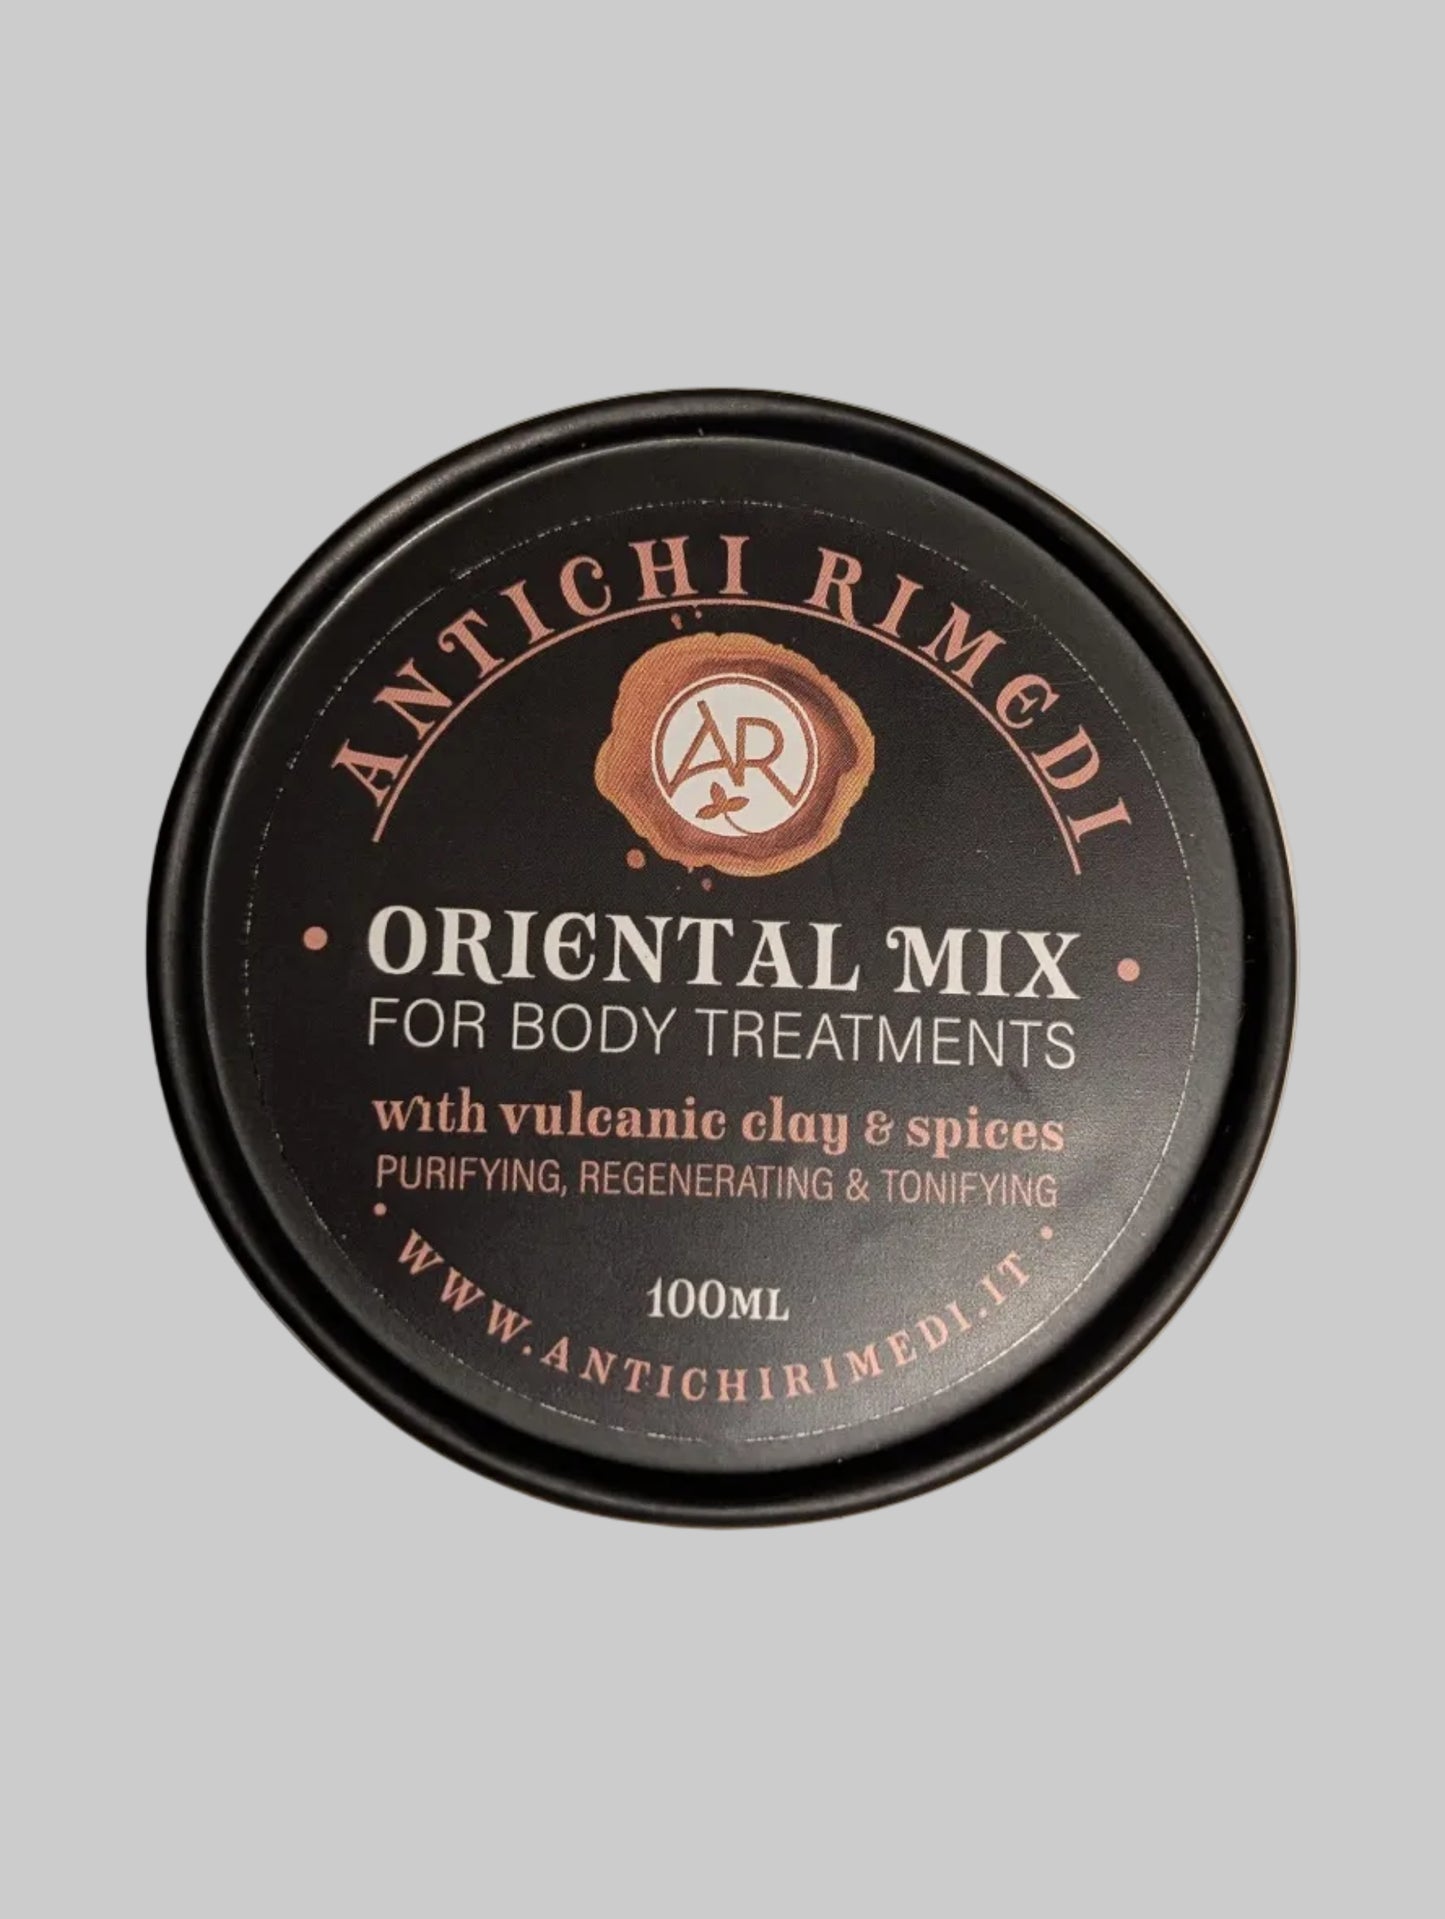 ANTICHI RIMEDI
AR
ORIENTAL MIX
FOR BODY TREATMENTS
with vulcanic clay & spices
PURIFYING, REGENERATING & TONIFYING
100ML
WWW.ANTICHIRIMEDI.IT